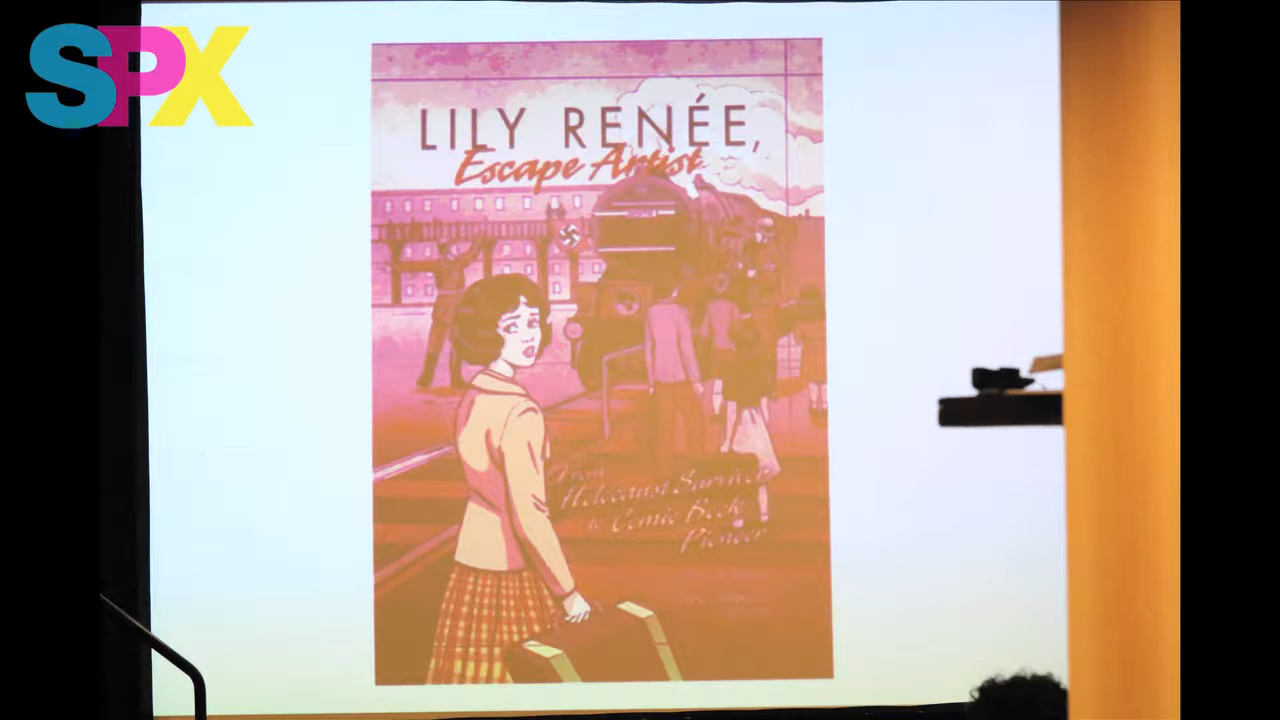 SPX
LILY RENÉE,
Escape Artist
From
Holocaust Survivor
to Comic Book
Pioneer